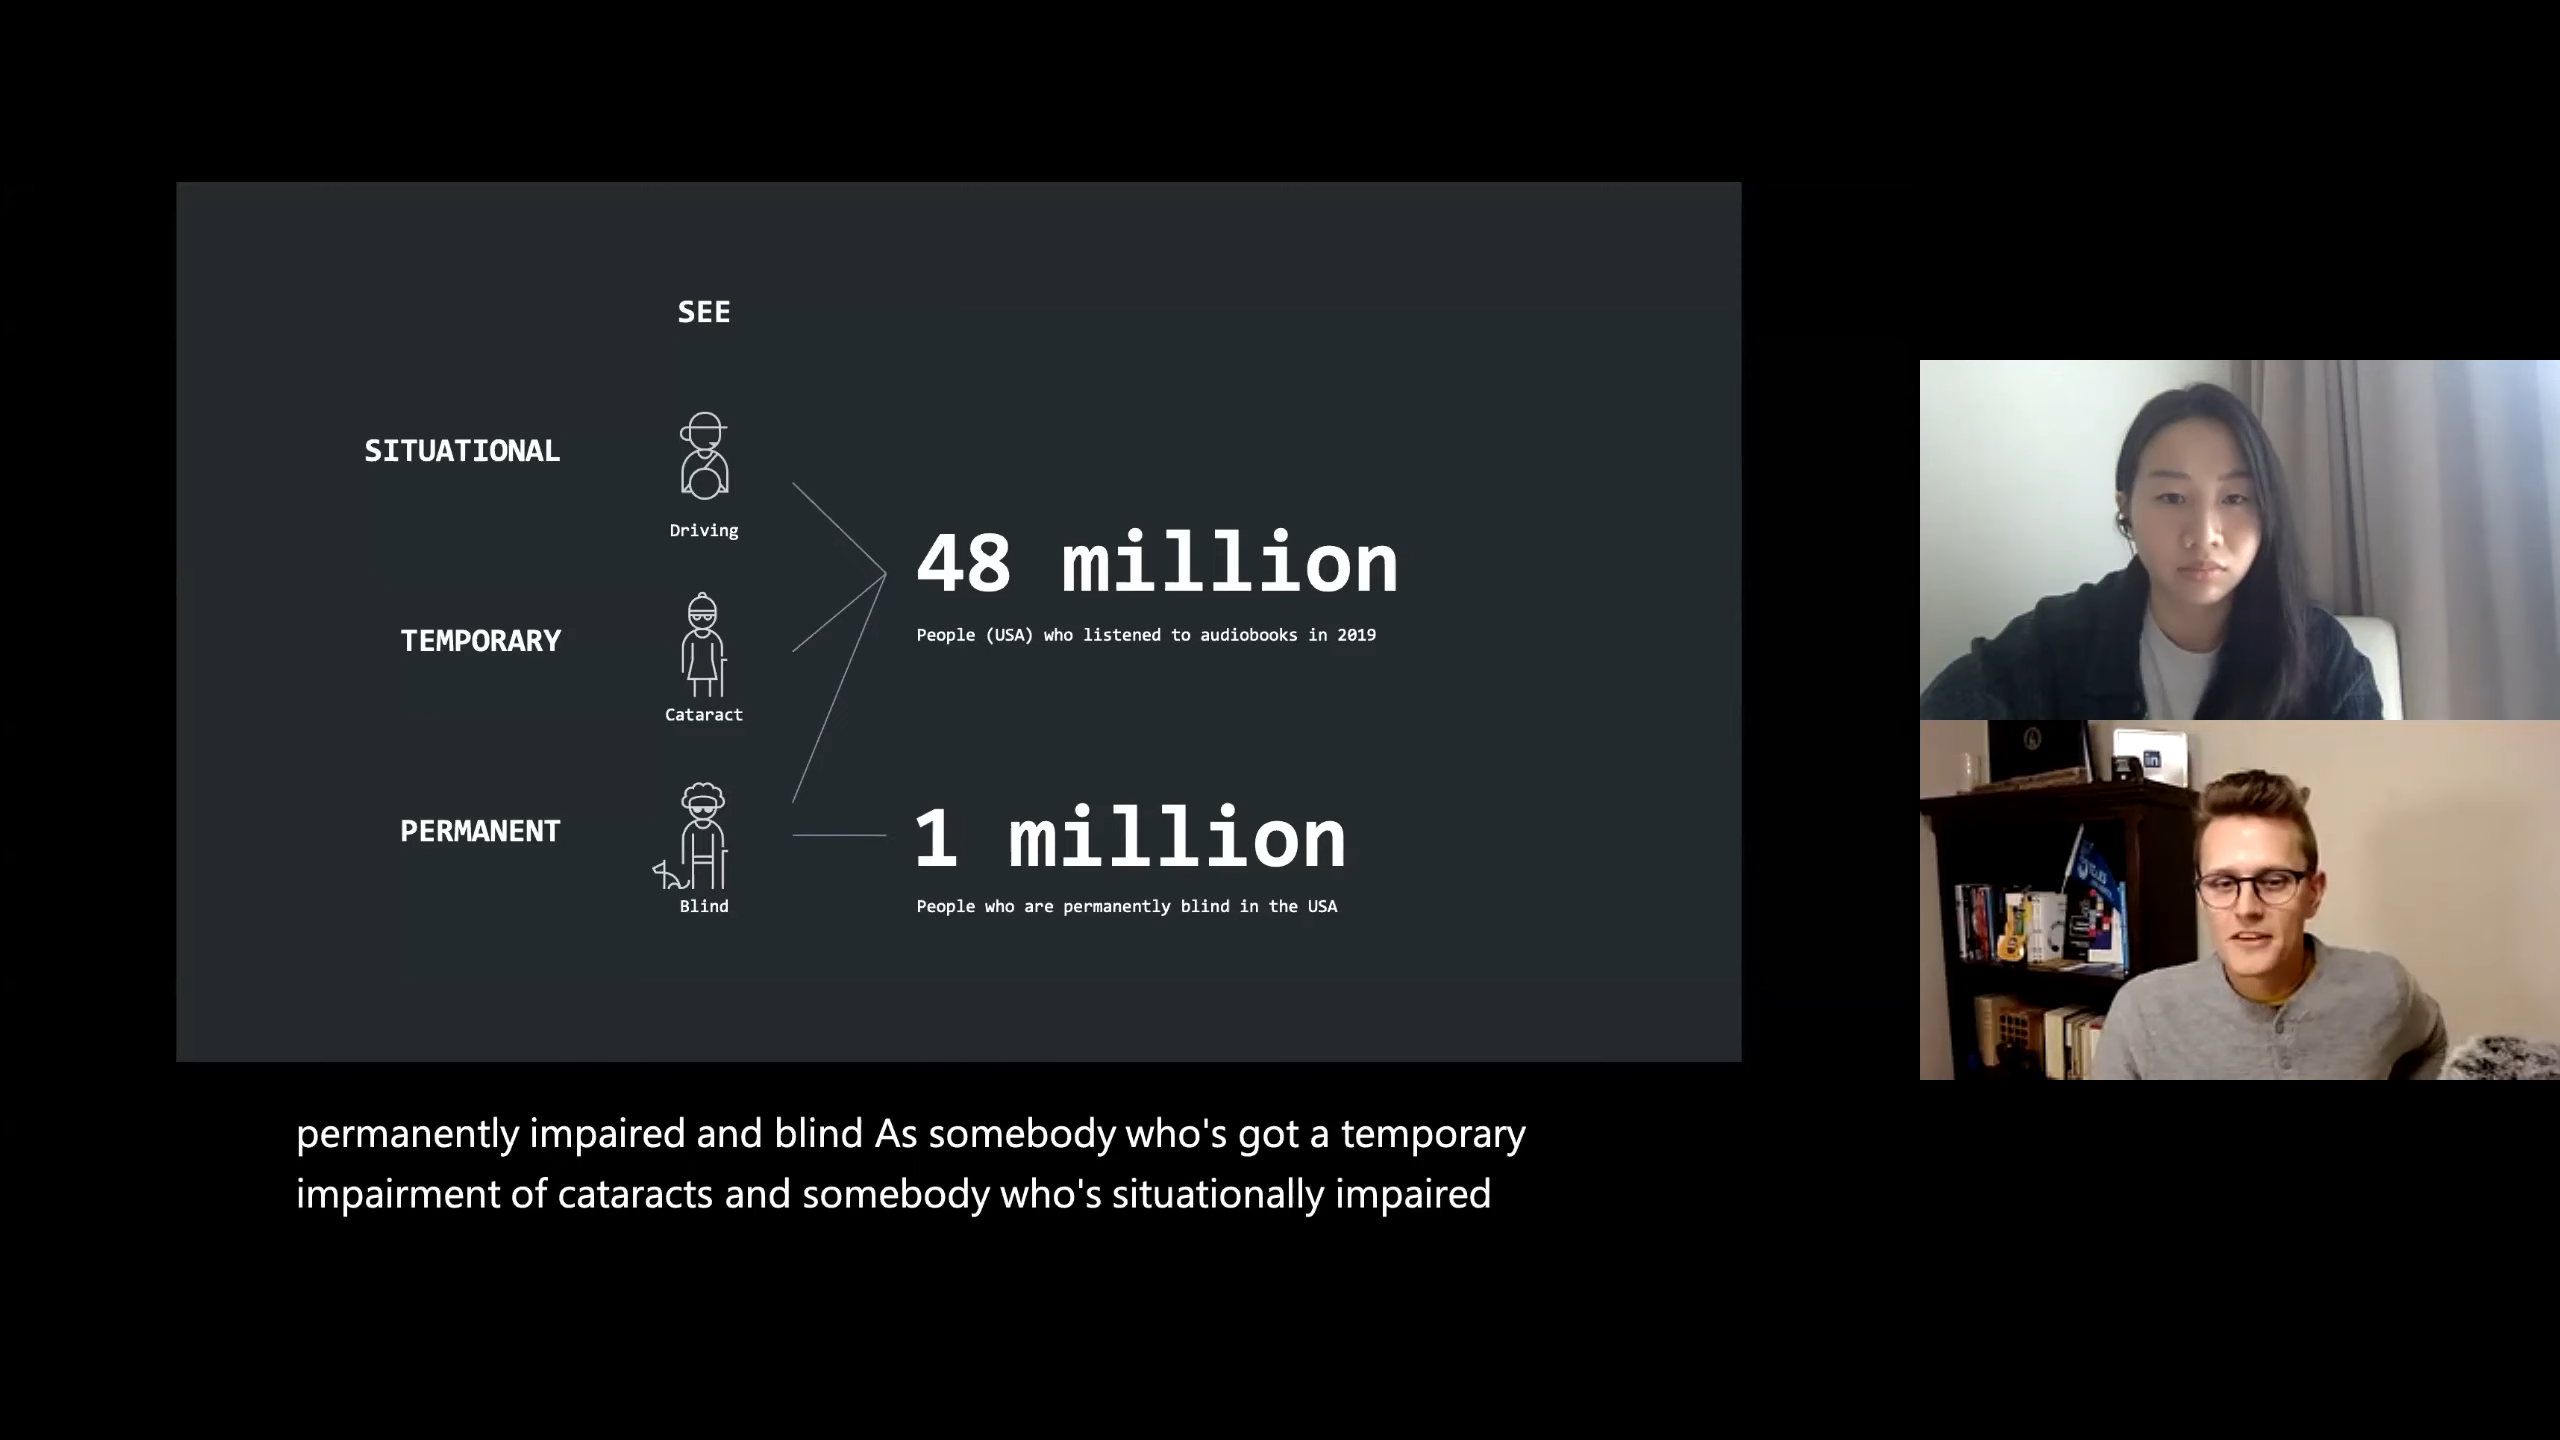 SEE
SITUATIONAL
Driving
48 million
People (USA) who listened to audiobooks in 2019
TEMPORARY
Cataract
PERMANENT
Blind
1 million
People who are permanently blind in the USA
in
permanently impaired and blind As somebody who's got a temporary
impairment of cataracts and somebody who's situationally impaired